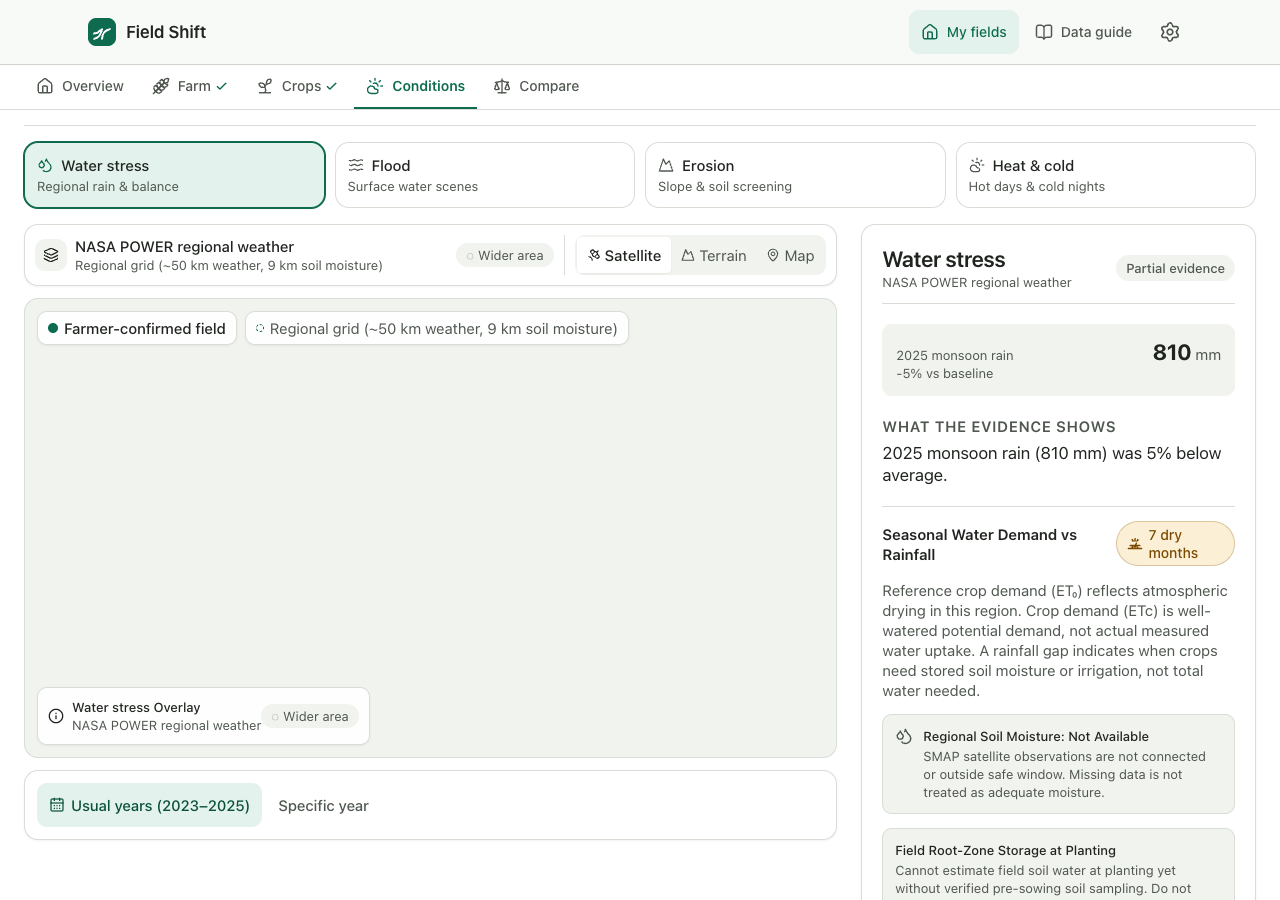 Field Shift
My fields
Data guide
Overview
Farm
Crops
Conditions
Compare
Water stress
Regional rain & balance
Flood
Surface water scenes
Erosion
Slope & soil screening
Heat & cold
Hot days & cold nights
NASA POWER regional weather
Regional grid (~50 km weather, 9 km soil moisture)
Wider area
Satellite
Terrain
Map
Farmer-confirmed field
Regional grid (~50 km weather, 9 km soil moisture)
Water stress Overlay
NASA POWER regional weather
Wider area
Usual years (2023–2025)
Specific year
Water stress
NASA POWER regional weather
Partial evidence
2025 monsoon rain
-5% vs baseline
810 mm
WHAT THE EVIDENCE SHOWS
2025 monsoon rain (810 mm) was 5% below
average.
Seasonal Water Demand vs
Rainfall
7 dry
months
Reference crop demand (ET₀) reflects atmospheric
drying in this region. Crop demand (ETc) is well-
watered potential demand, not actual measured
water uptake. A rainfall gap indicates when crops
need stored soil moisture or irrigation, not total
water needed.
Regional Soil Moisture: Not Available
SMAP satellite observations are not connected
or outside safe window. Missing data is not
treated as adequate moisture.
Field Root-Zone Storage at Planting
Cannot estimate field soil water at planting yet
without verified pre-sowing soil sampling. Do not